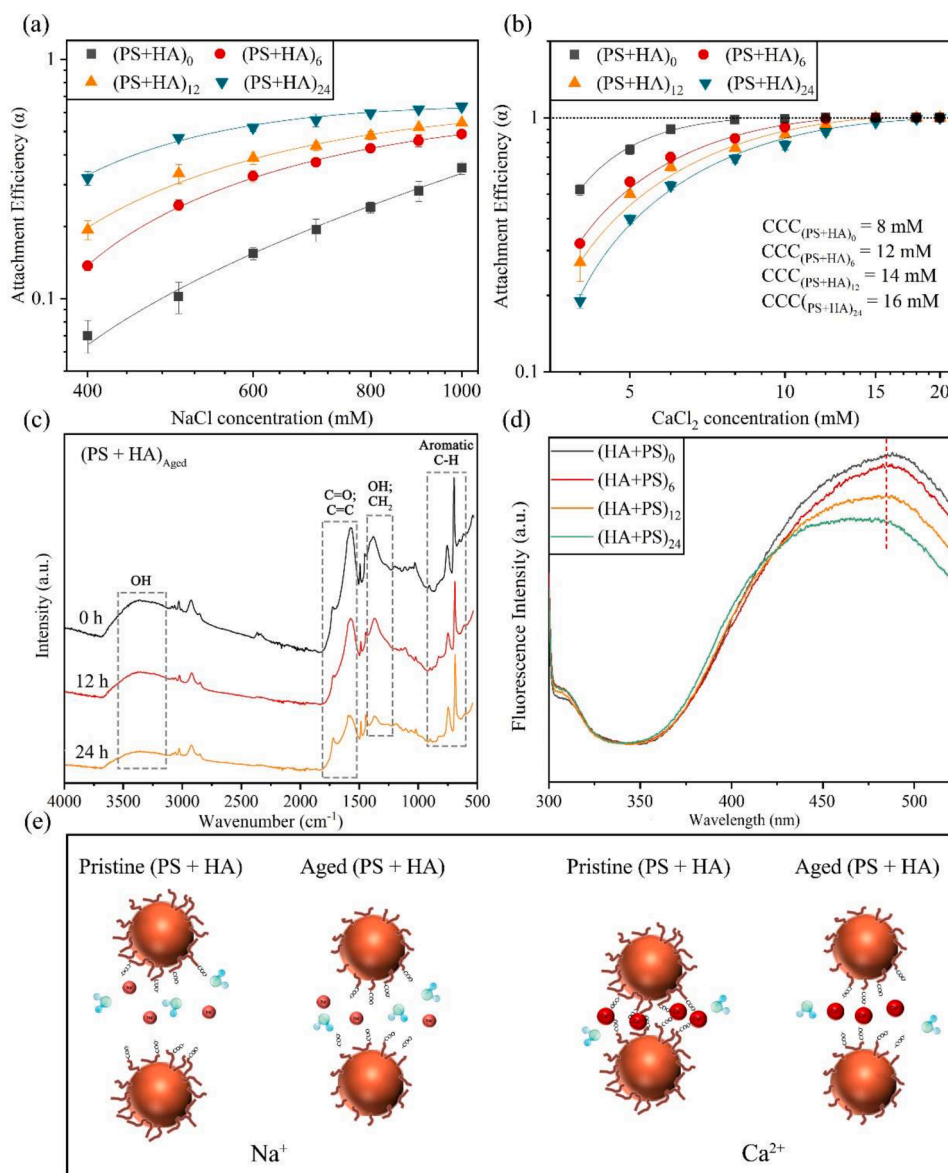 (a)
Attachment Efficiency (α)
1
0.1
(PS+HA)0 (PS+HA)6
(PS+HA)12 (PS+HA)24
400 600 800 1000
NaCl concentration (mM)
(b)
Attachment Efficiency (α)
1
0.1
(PS+HA)0 (PS+HA)6
(PS+HA)12 (PS+HA)24
CCC(PS+HA)0 = 8 mM
CCC(PS+HA)6 = 12 mM
CCC(PS+HA)12 = 14 mM
CCC(PS+HA)24 = 16 mM
5 10 15 20
CaCl2 concentration (mM)
(c)
Intensity (a.u.)
(PS + HA)Aged
Aromatic
C-H
C=O;
C=C
OH;
CH2
OH
0 h
12 h
24 h
4000 3500 3000 2500 2000 1500 1000 500
Wavenumber (cm-1)
(d)
Fluorescence Intensity (a.u.)
(HA+PS)0
(HA+PS)6
(HA+PS)12
(HA+PS)24
300 350 400 450 500
Wavelength (nm)
(e)
Pristine (PS + HA) Aged (PS + HA) Pristine (PS + HA) Aged (PS + HA)
Na+ Ca2+